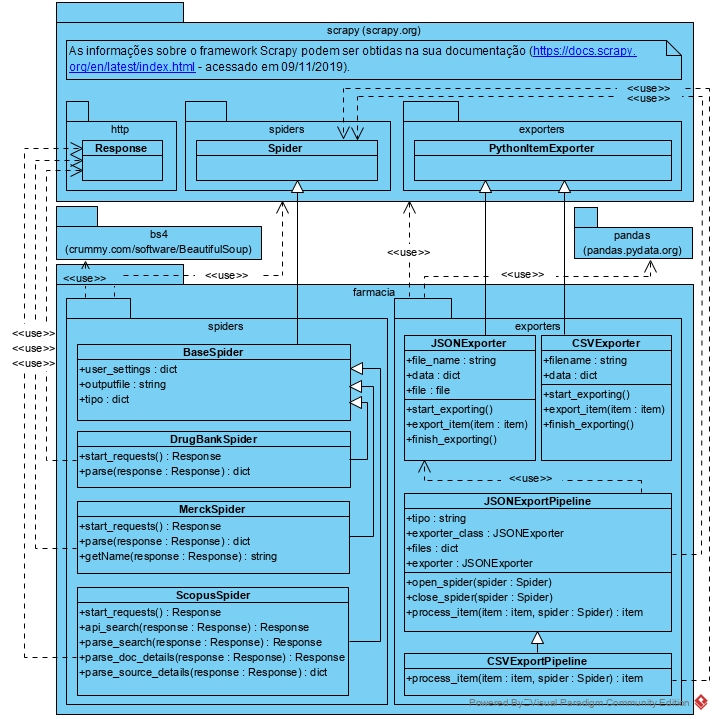 scrapy (scrapy.org)
As informações sobre o framework Scrapy podem ser obtidas na sua documentação (https://docs.scrapy.
org/en/latest/index.html - acessado em 09/11/2019).
<<use>>
<<use>>
http
spiders
exporters
Response
Spider
PythonItemExporter
bs4
(crummy.com/software/BeautifulSoup)
pandas
(pandas.pydata.org)
<<use>>
<<use>>
<<use>>
<<use>>
farmacia
spiders
exporters
<<use>>
<<use>>
<<use>>
BaseSpider
+user_settings : dict
+outputfile : string
+tipo : dict
DrugBankSpider
+start_requests() : Response
+parse(response : Response) : dict
MerckSpider
+start_requests() : Response
+parse(response : Response) : dict
+getName(response : Response) : string
ScopusSpider
+start_requests() : Response
+api_search(response : Response) : Response
+parse_search(response : Response) : Response
+parse_doc_details(response : Response) : Response
+parse_source_details(response : Response) : dict
JSONExporter
+file_name : string
+data : dict
+file : file
+start_exporting()
+export_item(item : item)
+finish_exporting()
CSVExporter
+filename : string
+data : dict
+start_exporting()
+export_item(item : item)
+finish_exporting()
<<use>>
JSONExportPipeline
+tipo : string
+exporter_class : JSONExporter
+files : dict
+exporter : JSONExporter
+open_spider(spider : Spider)
+close_spider(spider : Spider)
+process_item(item : item, spider : Spider) : item
CSVExportPipeline
+process_item(item : item, spider : Spider) : item
Powered By Visual Paradigm Community Edition